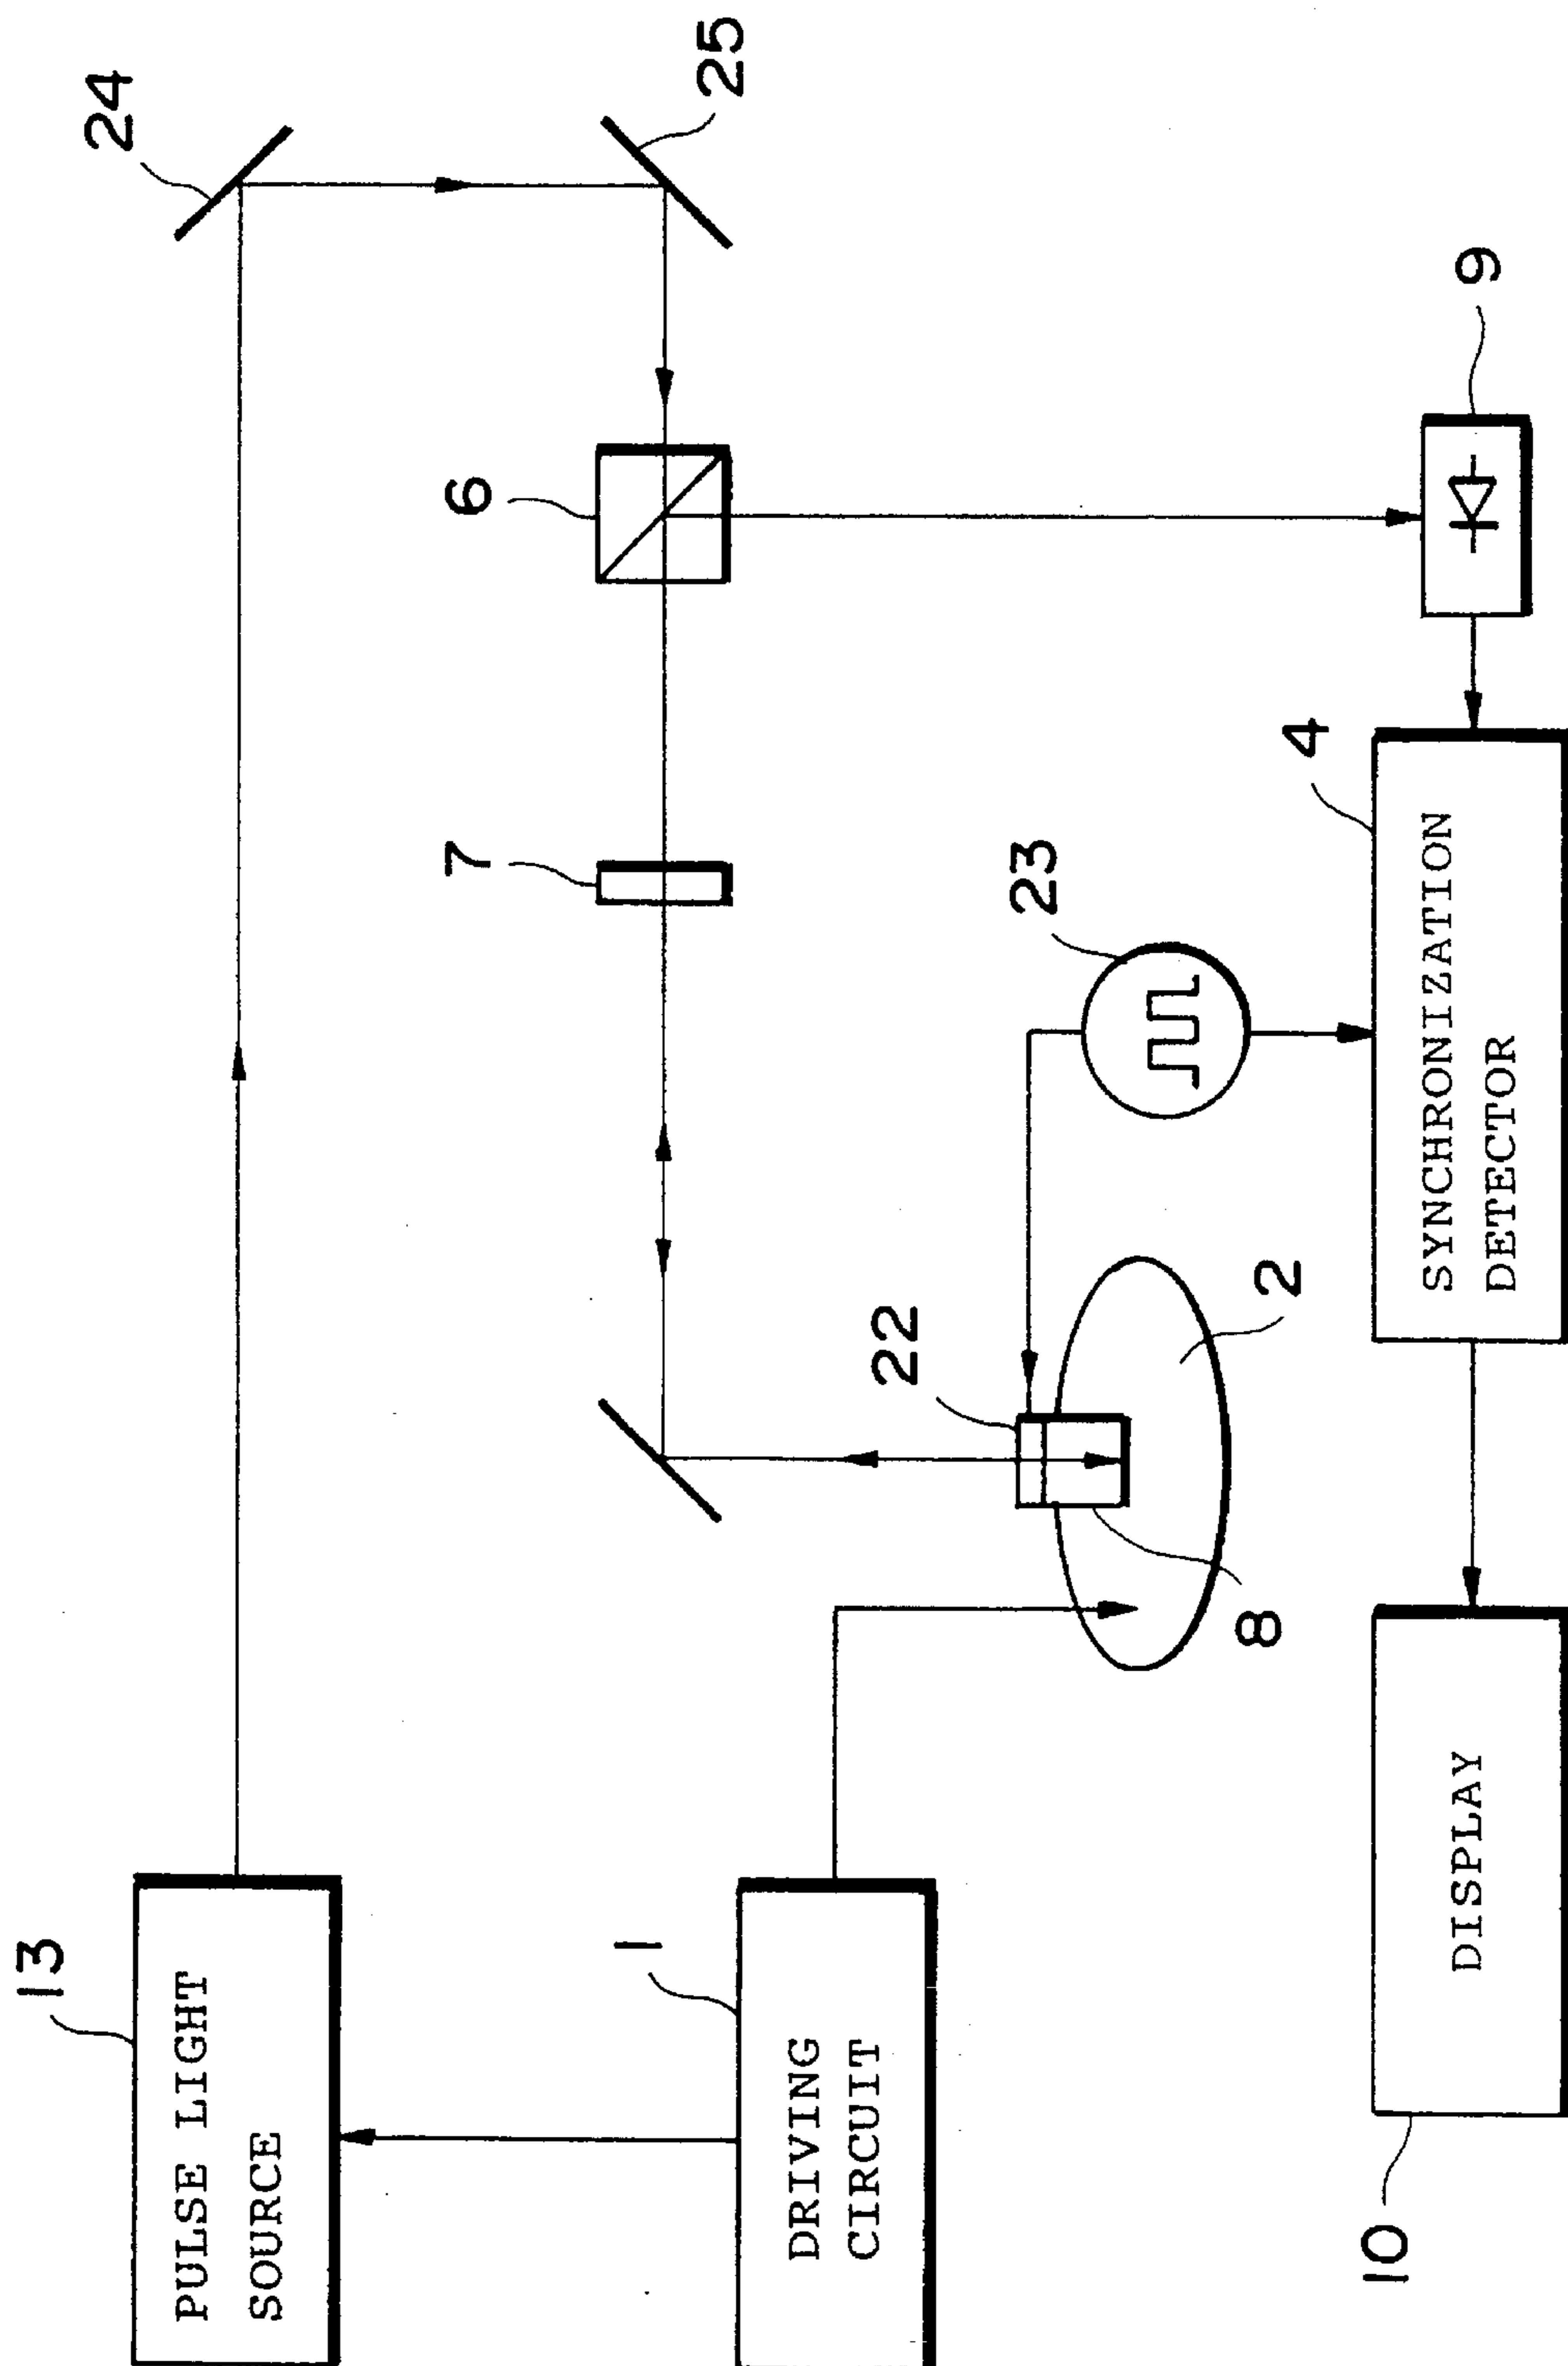 13
PULSE LIGHT
SOURCE
24
25
6
7
1
DRIVING
CIRCUIT
22
23
2
8
9
4
SYNCHRONIZATION
DETECTOR
10
DISPLAY